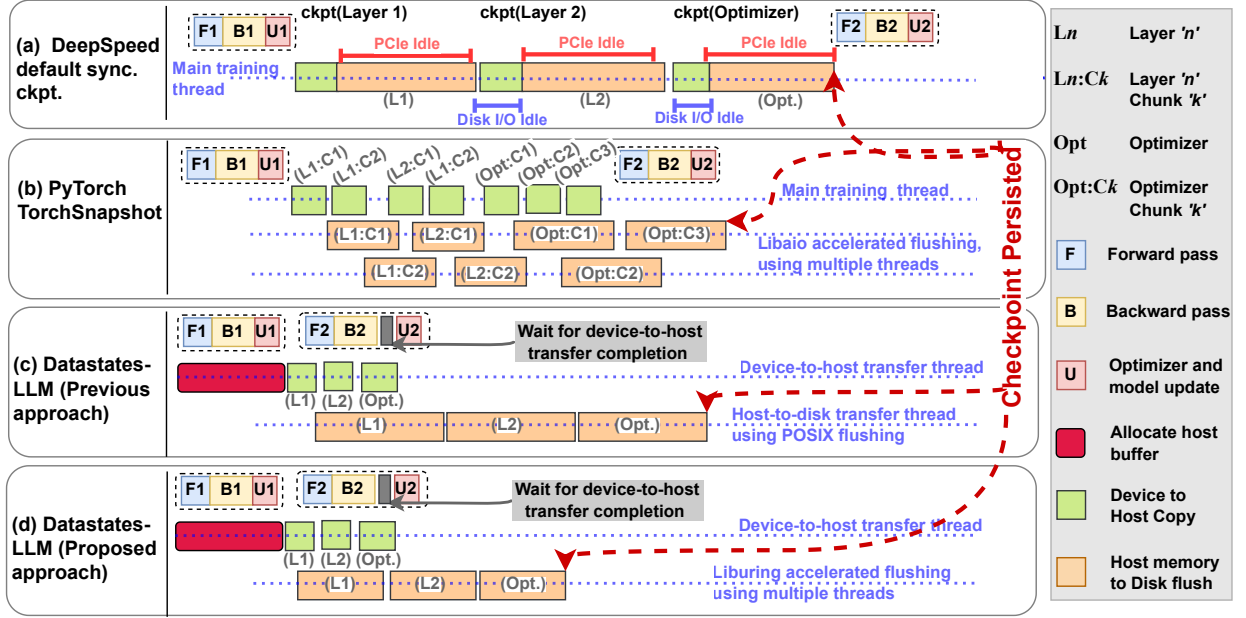 (a) DeepSpeed
default sync.
ckpt.
F1 B1 U1
ckpt(Layer 1)
ckpt(Layer 2)
ckpt(Optimizer)
F2 B2 U2
PCIe Idle
PCIe Idle
PCIe Idle
Main training
thread
(L1)
(L2)
(Opt.)
Disk I/O Idle
Disk I/O Idle
(b) PyTorch
TorchSnapshot
F1 B1 U1
(L1:C1)
(L1:C2)
(L2:C1)
(L1:C2)
(Opt:C1)
(Opt:C2)
(Opt:C3)
F2 B2 U2
Main training thread
(L1:C1)
(L2:C1)
(Opt:C1)
(Opt:C3)
Libaio accelerated flushing,
using multiple threads
(L1:C2)
(L2:C2)
(Opt:C2)
(c) Datastates-
LLM (Previous
approach)
F1 B1 U1
F2 B2 U2
Wait for device-to-host
transfer completion
Device-to-host transfer thread
(L1)
(L2)
(Opt.)
(L1)
(L2)
(Opt.)
Host-to-disk transfer thread
using POSIX flushing
(d) Datastates-
LLM (Proposed
approach)
F1 B1 U1
F2 B2 U2
Wait for device-to-host
transfer completion
Device-to-host transfer thread
(L1)
(L2)
(Opt.)
(L1)
(L2)
(Opt.)
Liburing accelerated flushing
using multiple threads
Checkpoint Persisted
Ln Layer 'n'
Ln:Ck Layer 'n'
Chunk 'k'
Opt Optimizer
Opt:Ck Optimizer
Chunk 'k'
F Forward pass
B Backward pass
U Optimizer and
model update
Allocate host
buffer
Device to
Host Copy
Host memory
to Disk flush